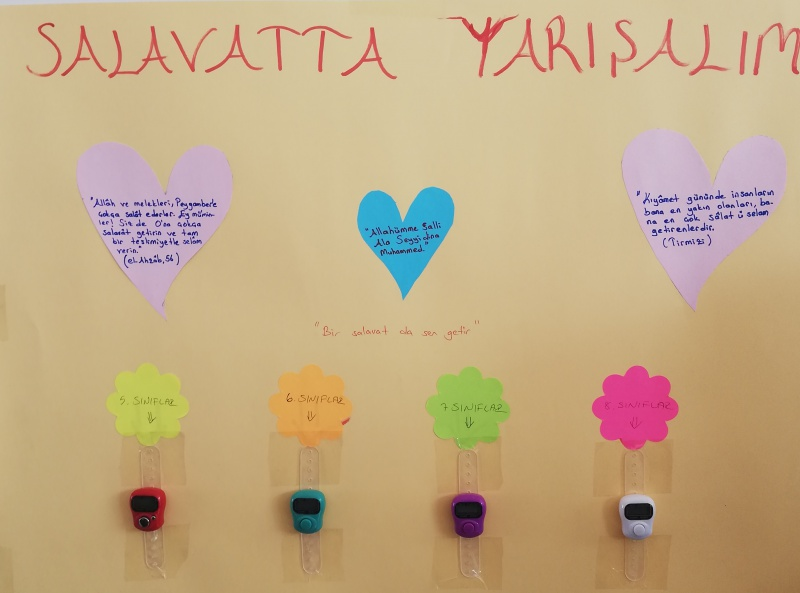 SALAVATTA YARIŞALIM
"Allâh ve melekleri, Peygamber'e
çokça salât ederler. Ey mümin-
ler! Siz de O'na çokça
salavât getirin ve tam
bir teslimiyetle selam
verin."
(el-Ahzâb, 56)
"Allahümme Salli
Ala Seyyidina
Muhammed"
"Kıyâmet gününde insanların
bana en yakın olanları, ba-
na en çok sâlat ü selam
getirenlerdir.
(Tirmizi)
"Bir salavat da sen getir"
5. SINIFLAR
6. SINIFLAR
7 SINIFLAR
8. SINIFLAR